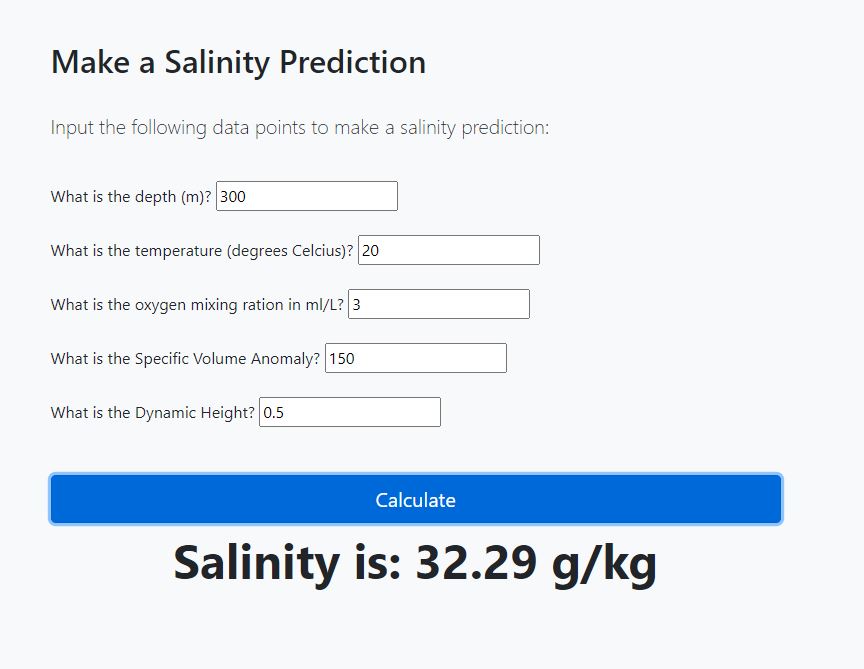 Make a Salinity Prediction
Input the following data points to make a salinity prediction:
What is the depth (m)? 300
What is the temperature (degrees Celcius)? 20
What is the oxygen mixing ration in ml/L? 3
What is the Specific Volume Anomaly? 150
What is the Dynamic Height? 0.5
Calculate
Salinity is: 32.29 g/kg